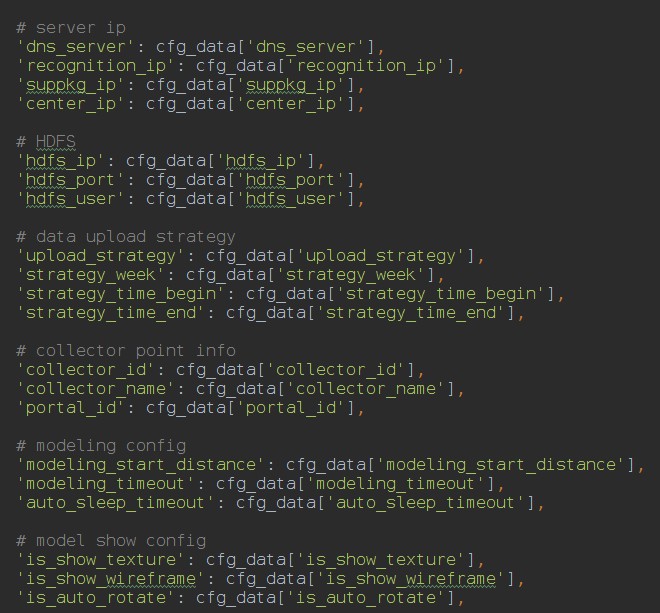 # server ip
'dns_server': cfg_data['dns_server'],
'recognition_ip': cfg_data['recognition_ip'],
'suppkg_ip': cfg_data['suppkg_ip'],
'center_ip': cfg_data['center_ip'],
# HDFS
'hdfs_ip': cfg_data['hdfs_ip'],
'hdfs_port': cfg_data['hdfs_port'],
'hdfs_user': cfg_data['hdfs_user'],
# data upload strategy
'upload_strategy': cfg_data['upload_strategy'],
'strategy_week': cfg_data['strategy_week'],
'strategy_time_begin': cfg_data['strategy_time_begin'],
'strategy_time_end': cfg_data['strategy_time_end'],
# collector point info
'collector_id': cfg_data['collector_id'],
'collector_name': cfg_data['collector_name'],
'portal_id': cfg_data['portal_id'],
# modeling config
'modeling_start_distance': cfg_data['modeling_start_distance'],
'modeling_timeout': cfg_data['modeling_timeout'],
'auto_sleep_timeout': cfg_data['auto_sleep_timeout'],
# model show config
'is_show_texture': cfg_data['is_show_texture'],
'is_show_wireframe': cfg_data['is_show_wireframe'],
'is_auto_rotate': cfg_data['is_auto_rotate'],